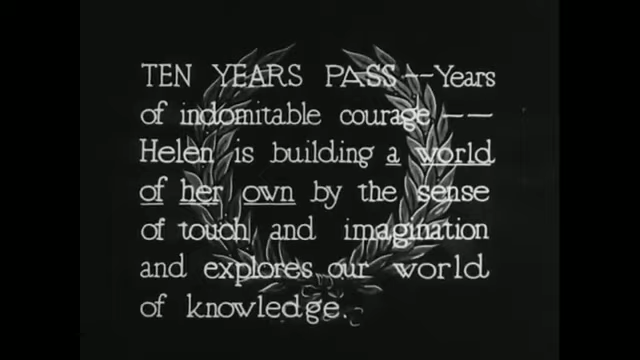 TEN YEARS PASS -- Years
of indomitable courage --
Helen is building a world
of her own by the sense
of touch and imagination
and explores our world
of knowledge.